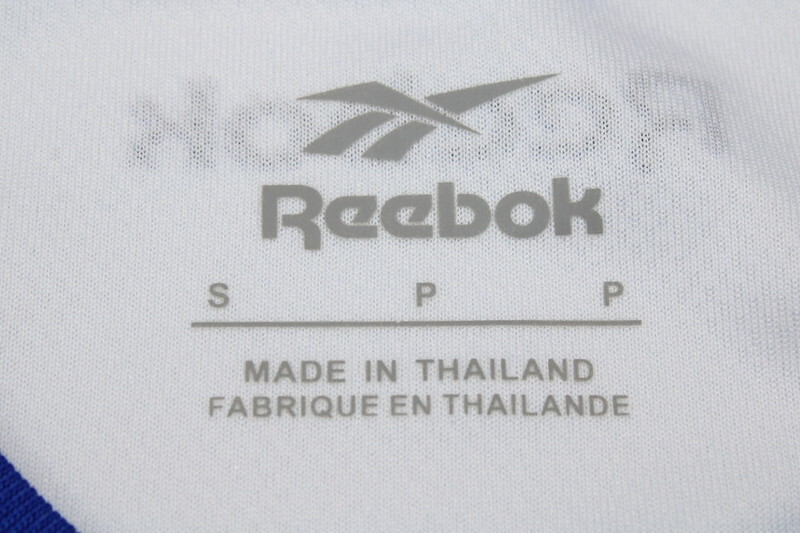 Reebok
S P P
MADE IN THAILAND
FABRIQUE EN THAILANDE